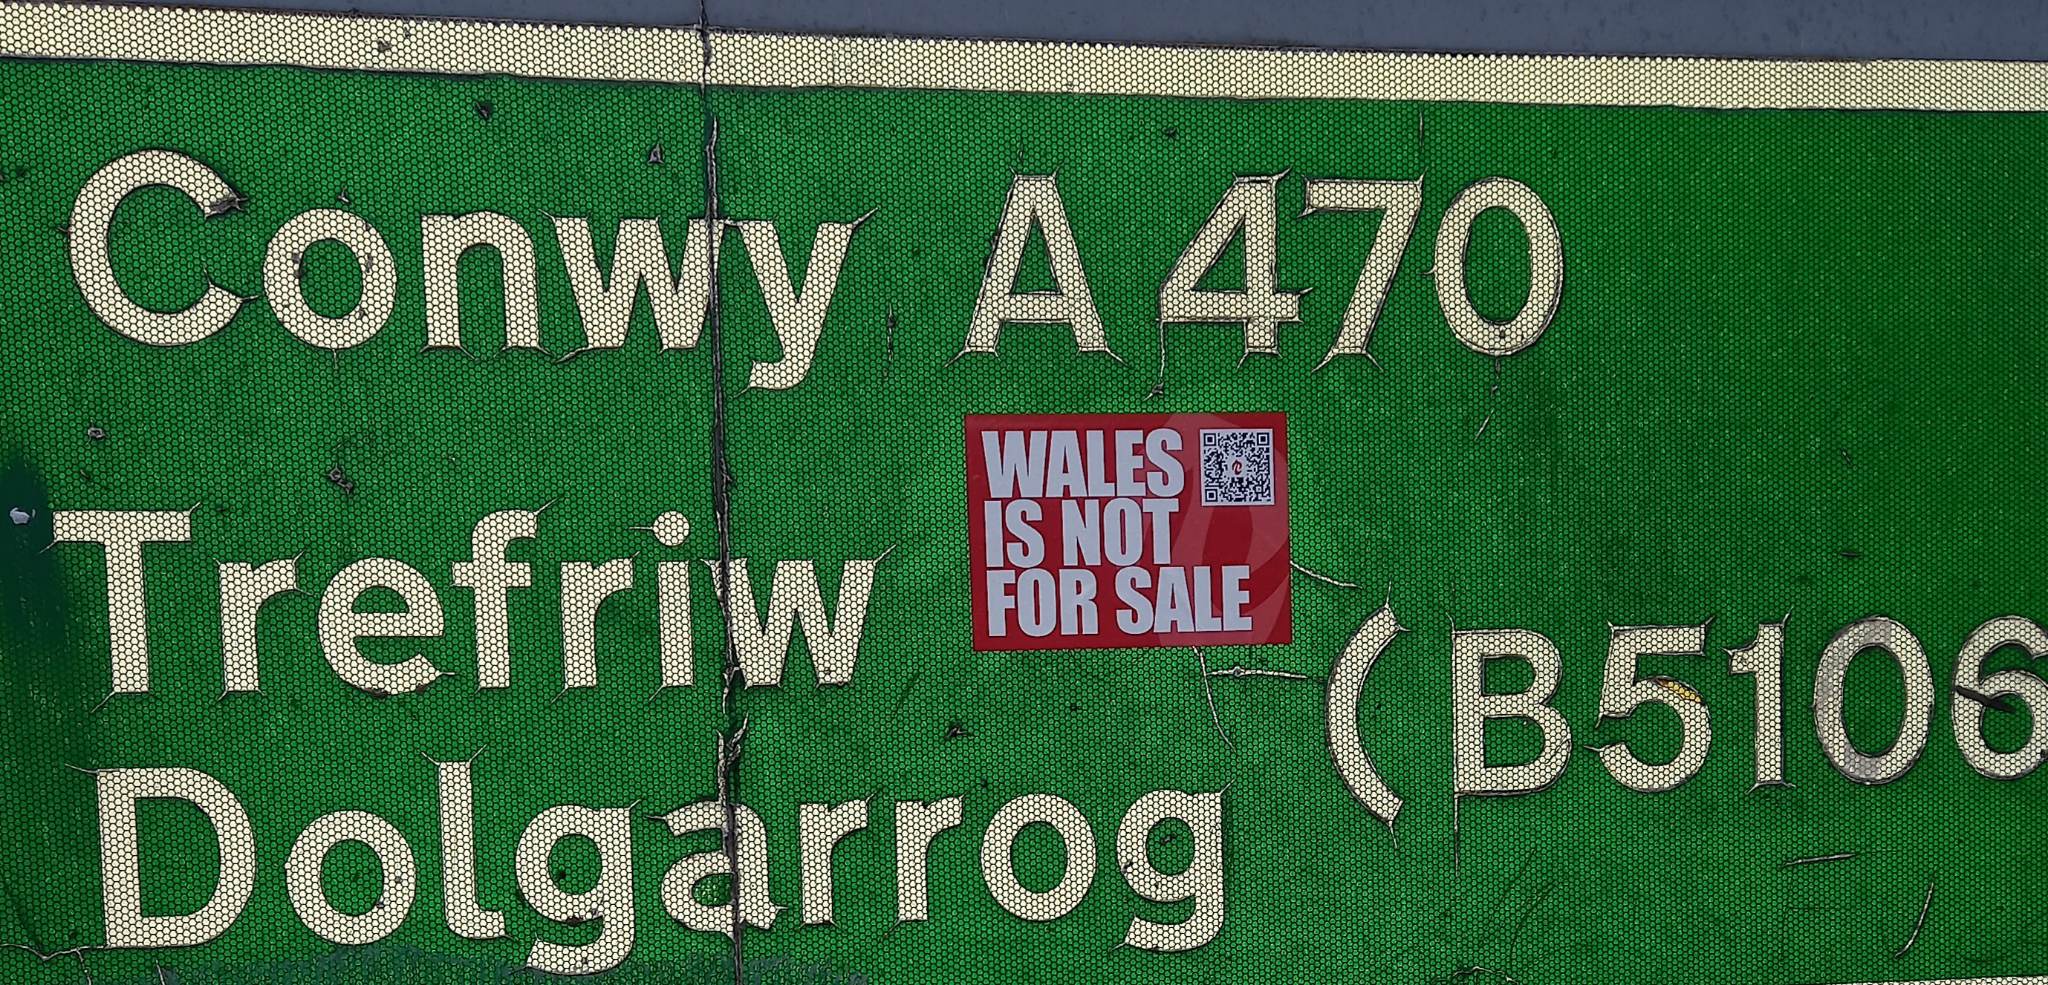 Conwy A470
WALES
IS NOT
FOR SALE
Trefriw
(B5106
Dolgarrog